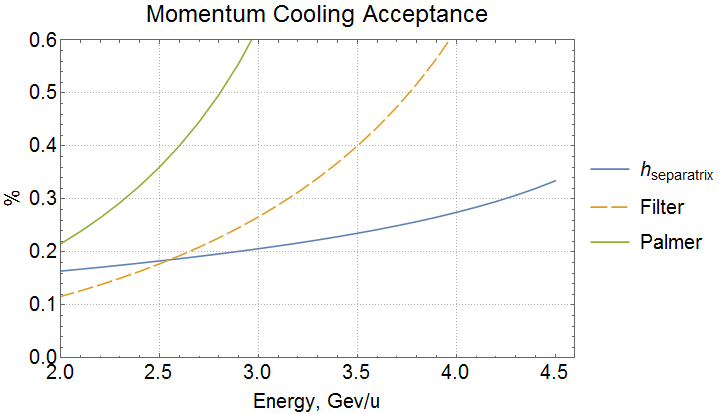 Momentum Cooling Acceptance
%
0.6
0.5
0.4
0.3
0.2
0.1
0.0
2.0 2.5 3.0 3.5 4.0 4.5
Energy, Gev/u
hseparatrix
Filter
Palmer